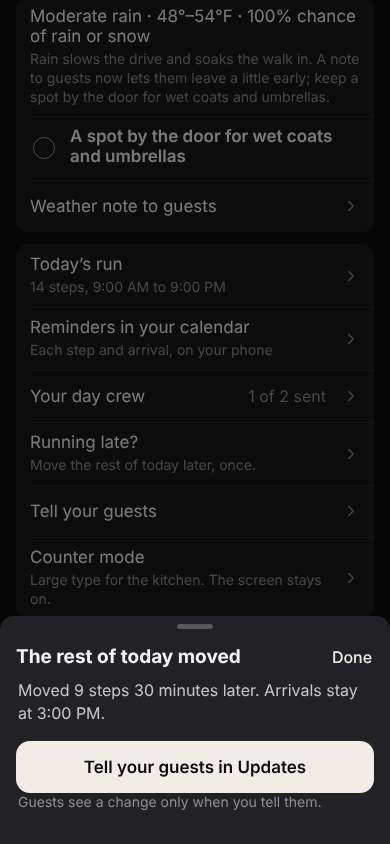 Moderate rain · 48°–54°F · 100% chance
of rain or snow
Rain slows the drive and soaks the walk in. A note
to guests now lets them leave a little early; keep a
spot by the door for wet coats and umbrellas.
A spot by the door for wet coats
and umbrellas
Weather note to guests
Today’s run
14 steps, 9:00 AM to 9:00 PM
Reminders in your calendar
Each step and arrival, on your phone
Your day crew
1 of 2 sent
Running late?
Move the rest of today later, once.
Tell your guests
Counter mode
Large type for the kitchen. The screen stays
on.
The rest of today moved
Done
Moved 9 steps 30 minutes later. Arrivals stay
at 3:00 PM.
Tell your guests in Updates
Guests see a change only when you tell them.